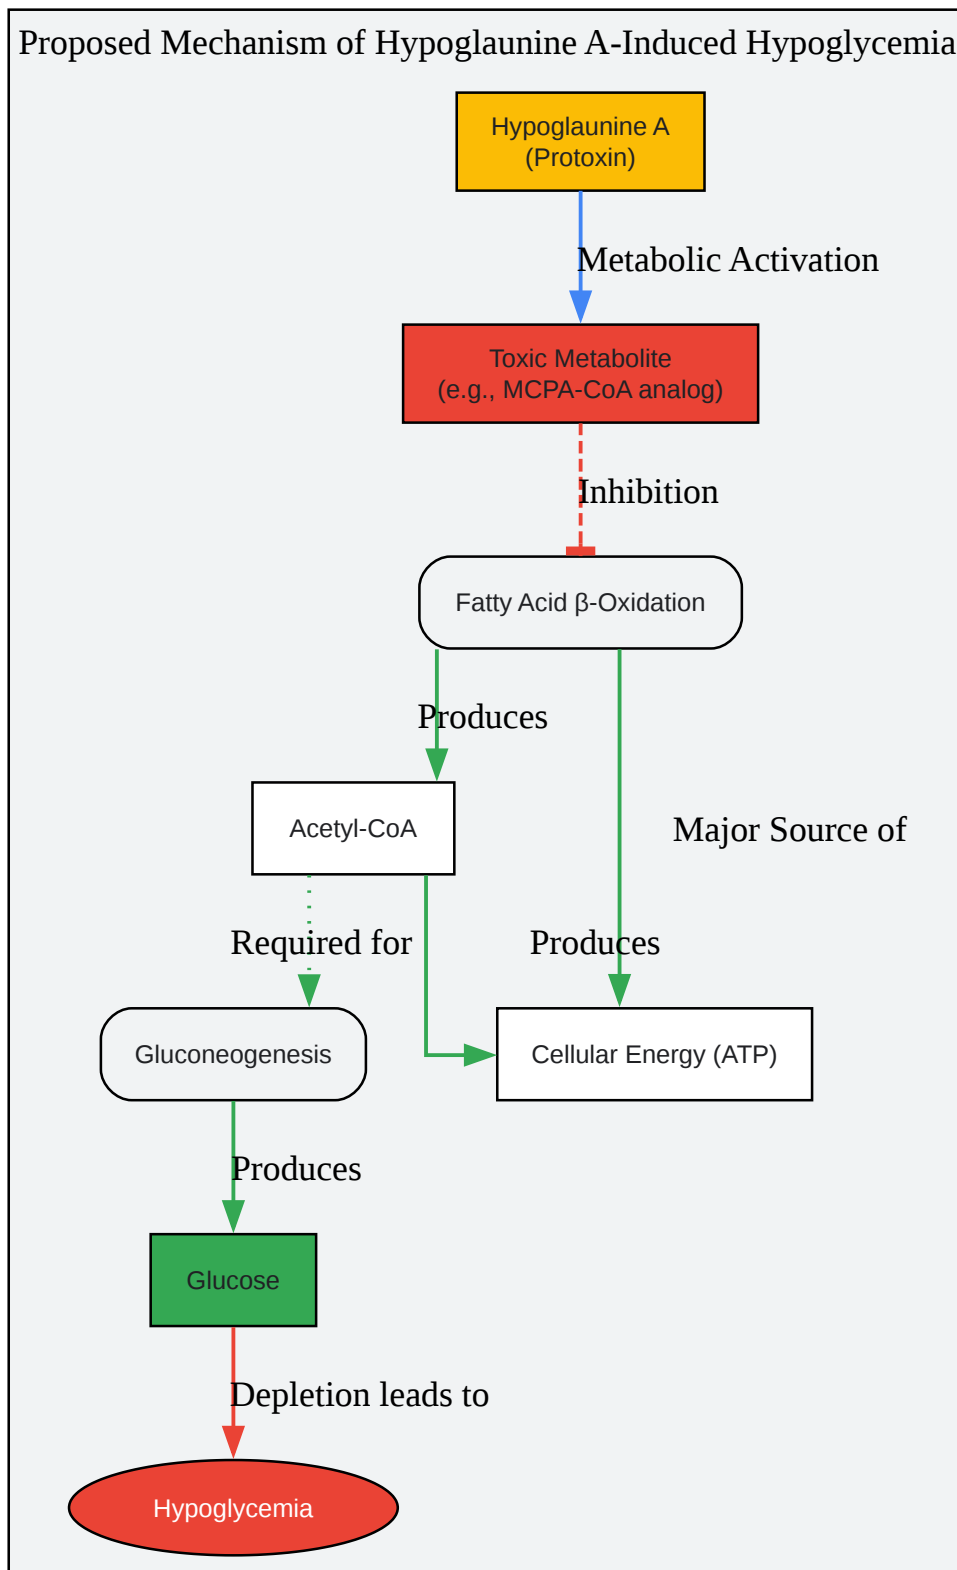 Proposed Mechanism of Hypoglaunine A-Induced Hypoglycemia
Hypoglaunine A
(Protoxin)
Metabolic Activation
Toxic Metabolite
(e.g., MCPA-CoA analog)
Inhibition
Fatty Acid β-Oxidation
Produces
Acetyl-CoA
Major Source of
Required for
Produces
Gluconeogenesis
Cellular Energy (ATP)
Produces
Glucose
Depletion leads to
Hypoglycemia